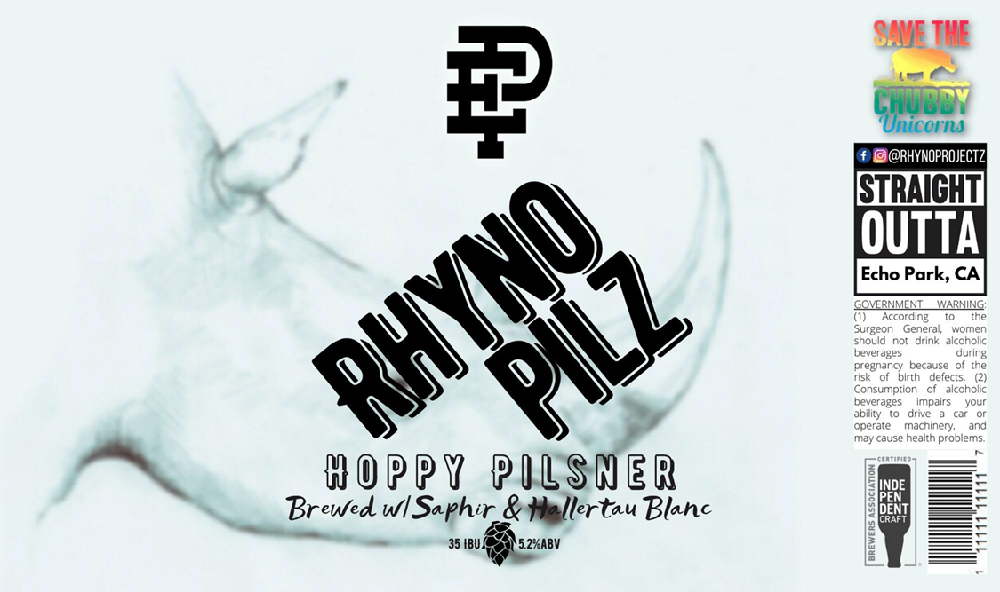 EP
RHYNO
PILZ
HOPPY PILSNER
Brewed w/ Saphir & Hallertau Blanc
35 IBU 5.2%ABV
SAVE THE
CHUBBY
Unicorns
@RHYNOPROJECTZ
STRAIGHT
OUTTA
Echo Park, CA
GOVERNMENT WARNING:
(1) According to the
Surgeon General, women
should not drink alcoholic
beverages during
pregnancy because of the
risk of birth defects. (2)
Consumption of alcoholic
beverages impairs your
ability to drive a car or
operate machinery, and
may cause health problems.
CERTIFIED
BREWERS ASSOCIATION
INDE
PEN
DENT
CRAFT
1 11111 11111 7